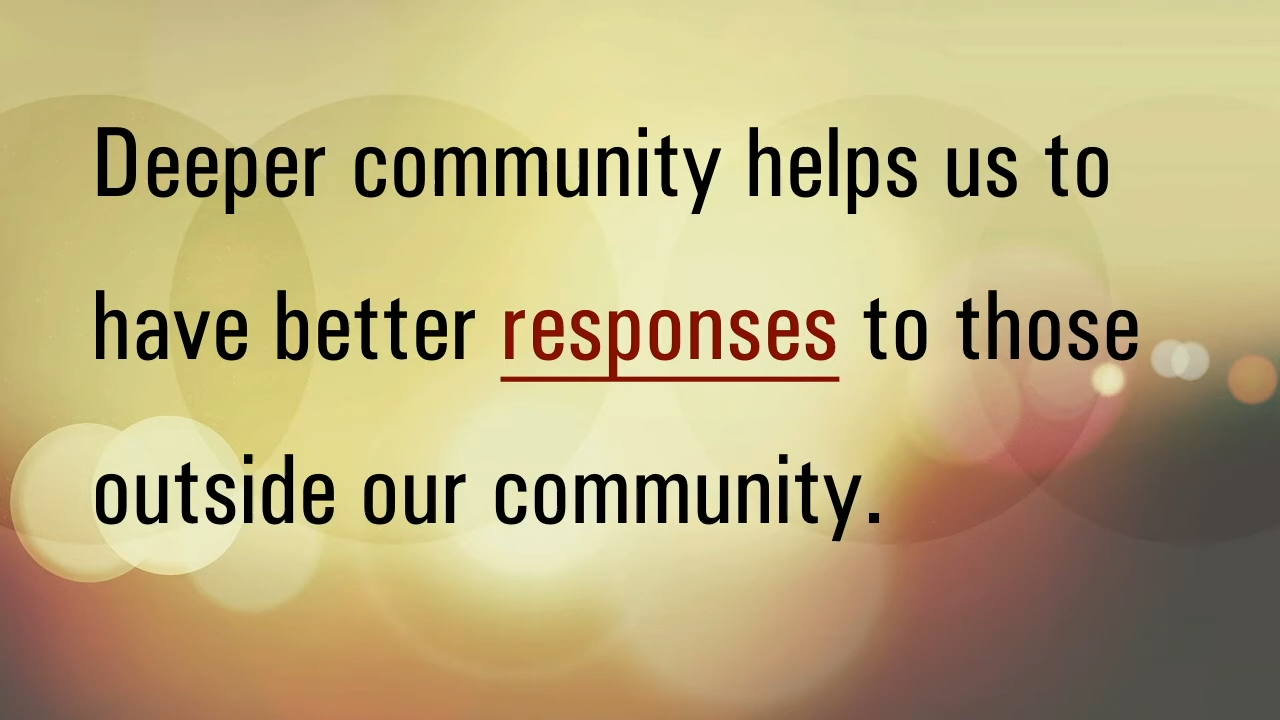 Deeper community helps us to
have better responses to those
outside our community.